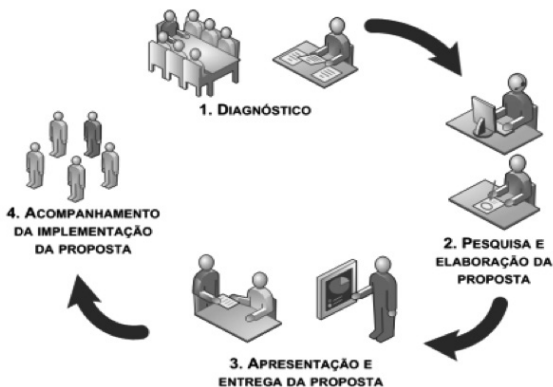 1. DIAGNÓSTICO
2. PESQUISA E
ELABORAÇÃO DA
PROPOSTA
3. APRESENTAÇÃO E
ENTREGA DA PROPOSTA
4. ACOMPANHAMENTO
DA IMPLEMENTAÇÃO
DA PROPOSTA